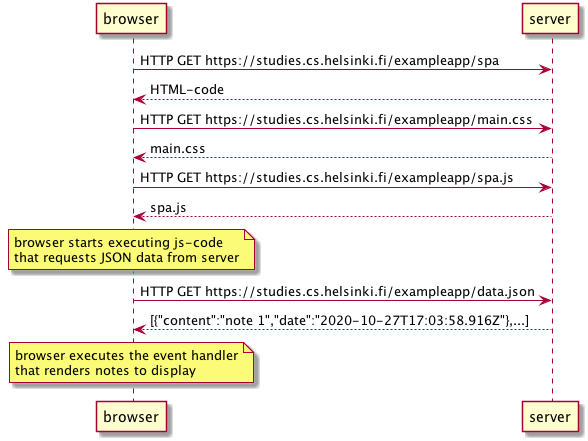 browser
server
HTTP GET https://studies.cs.helsinki.fi/exampleapp/spa
HTML-code
HTTP GET https://studies.cs.helsinki.fi/exampleapp/main.css
main.css
HTTP GET https://studies.cs.helsinki.fi/exampleapp/spa.js
spa.js
browser starts executing js-code
that requests JSON data from server
HTTP GET https://studies.cs.helsinki.fi/exampleapp/data.json
[{"content":"note 1","date":"2020-10-27T17:03:58.916Z"},...]
browser executes the event handler
that renders notes to display
browser
server